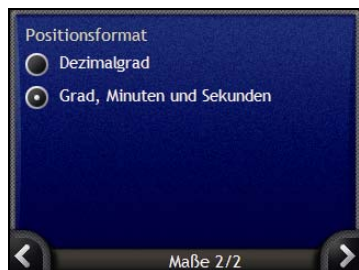 Positionsformat
Dezimalgrad
Grad, Minuten und Sekunden
Maße 2/2